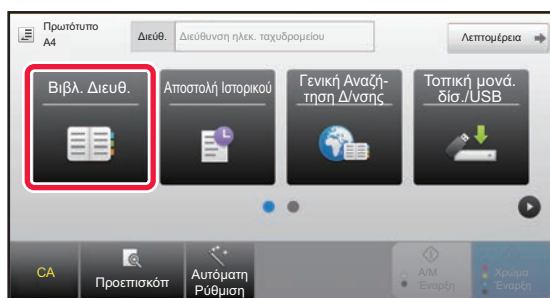 Πρωτότυπο
A4
Διεύθ.
Διεύθυνση ηλεκ. ταχυδρομείου
Λεπτομέρεια
Βιβλ. Διευθ.
Αποστολή Ιστορικού
Γενική Αναζή-
τηση Δ/νσης
Τοπική μονά.
δίσ./USB
CA
Προεπισκόπ
Αυτόματη
Ρύθμιση
Α/Μ
Έναρξη
Χρώμα
Έναρξη